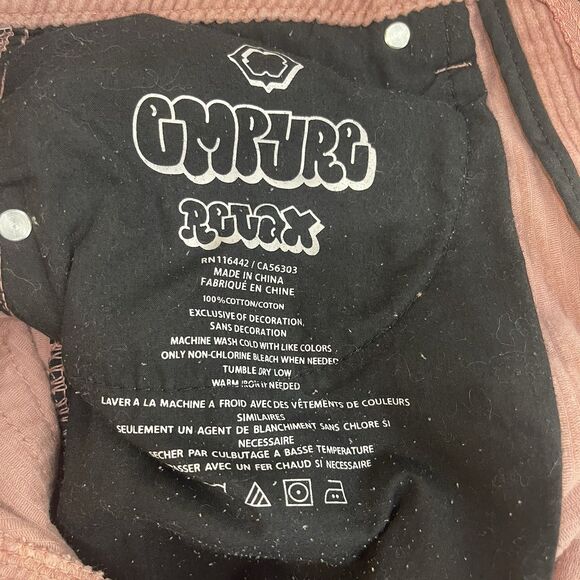 EMPYRE
RELAX
RN116442 / CA56303
MADE IN CHINA
FABRIQUÉ EN CHINE
100%COTTON/COTON
EXCLUSIVE OF DECORATION
SANS DECORATION
MACHINE WASH COLD WITH LIKE COLORS
ONLY NON-CHLORINE BLEACH WHEN NEEDED
TUMBLE DRY LOW
WARM IRON IF NEEDED
LAVER A LA MACHINE A FROID AVEC DES VÊTEMENTS DE COULEURS
SIMILAIRES
SEULEMENT UN AGENT DE BLANCHIMENT SANS CHLORE SÍ
NECESSAIRE
SECHER PAR CULBUTAGE A BASSE TEMPERATURE
AVEC UN FER CHAUD SÍ NECESSAIRE